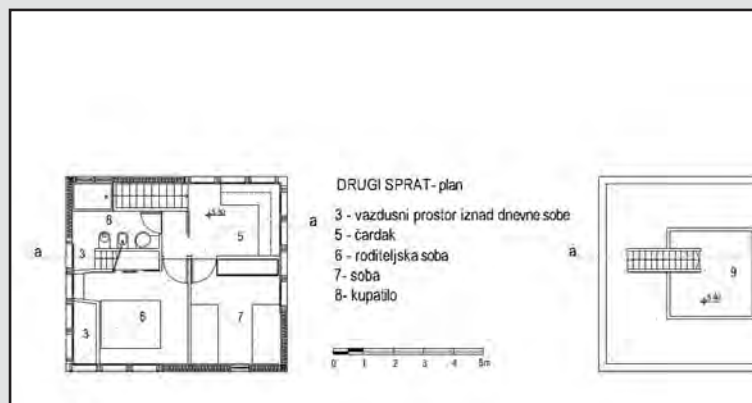 DRUGI SPRAT- plan
3 - vazdusni prostor iznad dnevne sobe
5 - čardak
6 - roditeljska soba
7- soba
8- kupatilo
a
a
a
8
5
3
6
7
3
9
0 1 2 3 4 5m